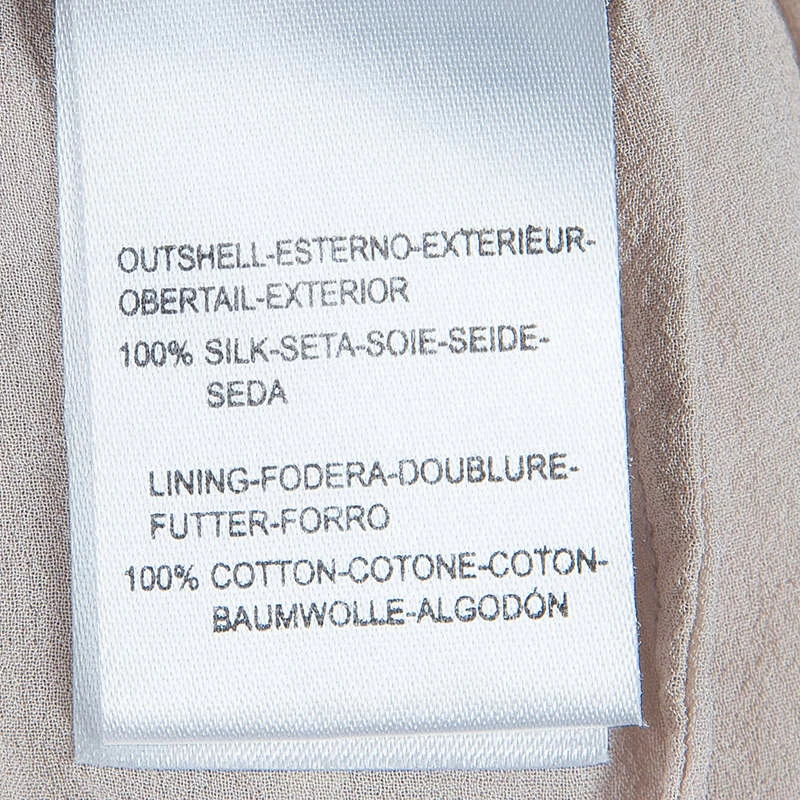 OUTSHELL-ESTERNO-EXTERIEUR-
OBERTAIL-EXTERIOR
100% SILK-SETA-SOIE-SEIDE-
SEDA
LINING-FODERA-DOUBLURE-
FUTTER-FORRO
100% COTTON-COTONE-COTON-
BAUMWOLLE-ALGODÓN